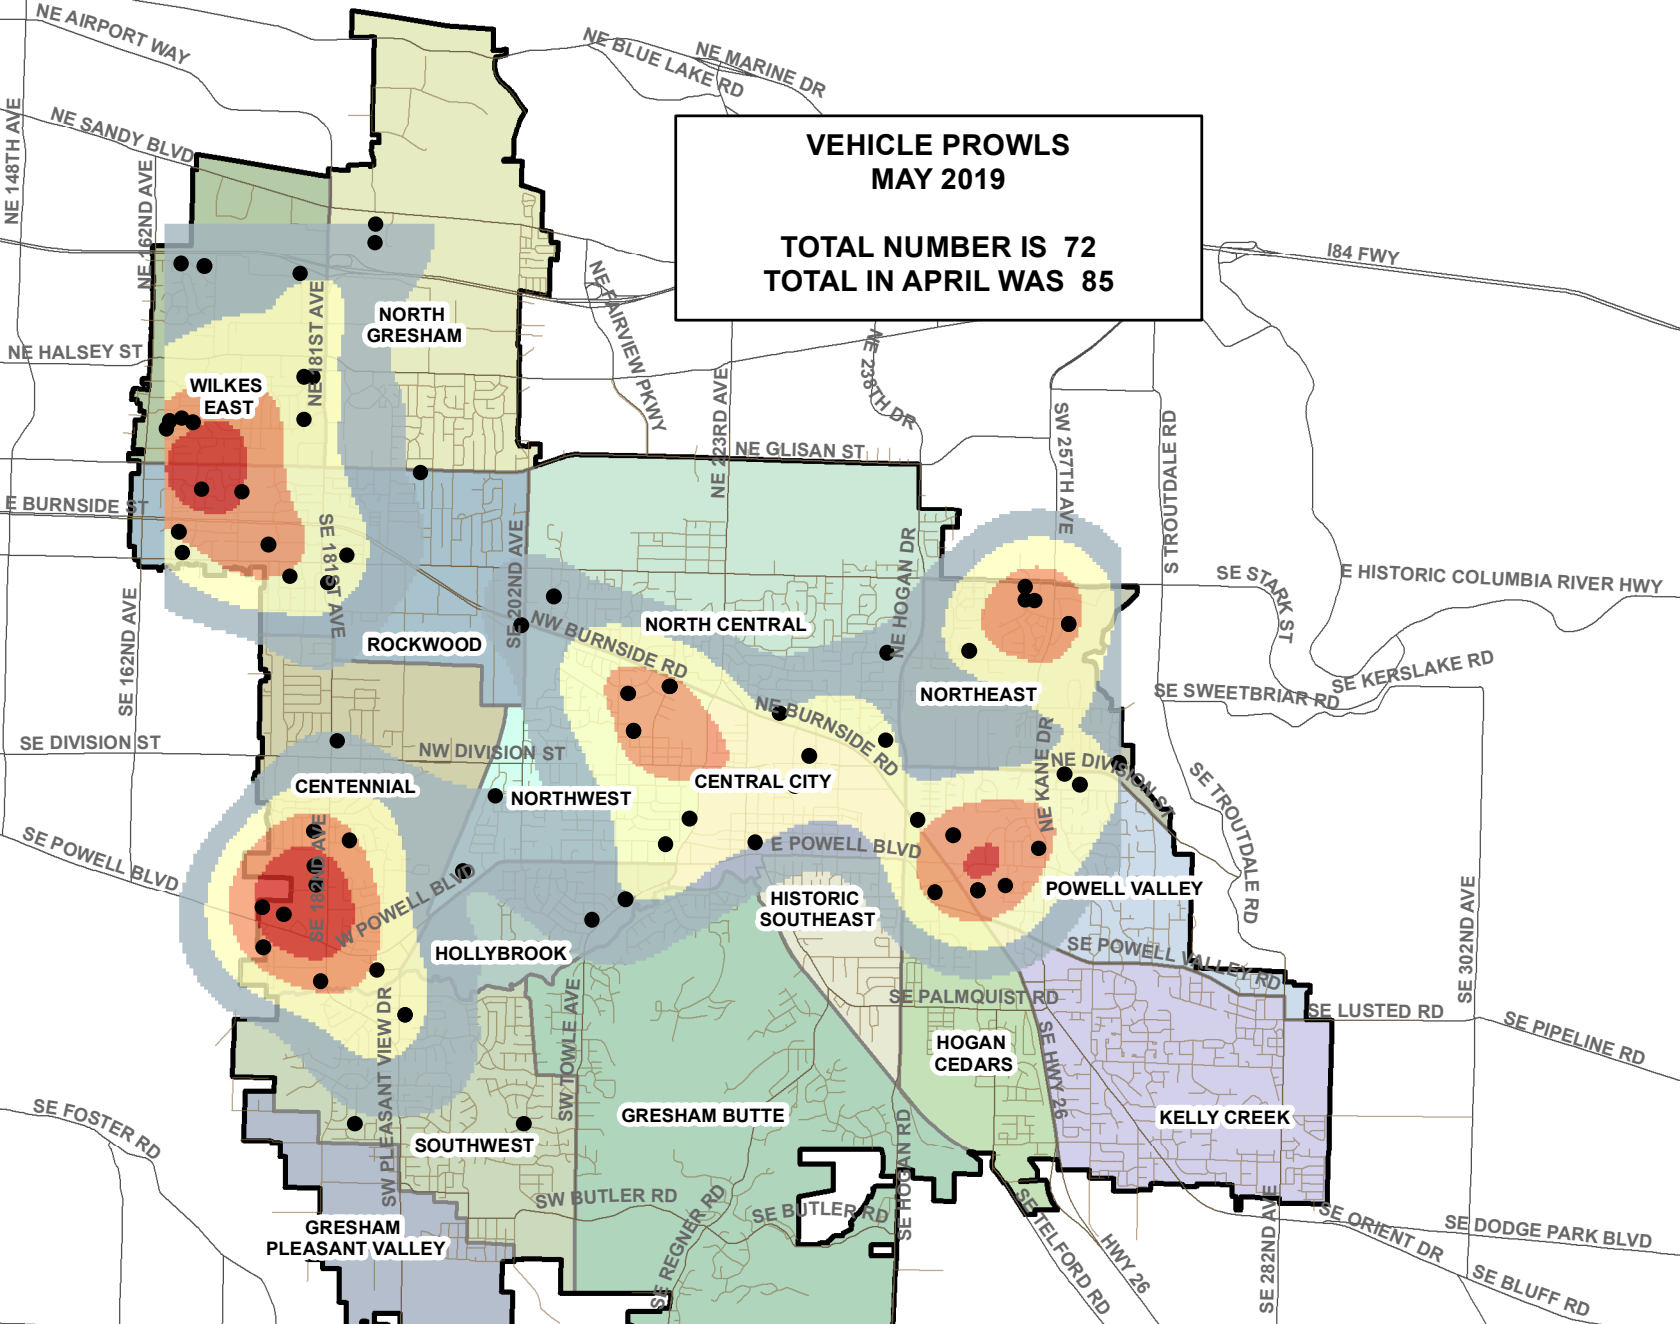 NE AIRPORT WAY
NE BLUE LAKE RD
NE MARINE DR
NE SANDY BLVD
NE 148TH AVE
NE 162ND AVE
VEHICLE PROWLS
MAY 2019
TOTAL NUMBER IS 72
TOTAL IN APRIL WAS 85
I84 FWY
NE FAIRVIEW PKWY
NE 181ST AVE
NORTH
GRESHAM
NE HALSEY ST
WILKES
EAST
NE 223RD AVE
NE 238TH DR
SW 257TH AVE
S TROUTDALE RD
NE GLISAN ST
E BURNSIDE ST
SE 181ST AVE
SE 202ND AVE
NE HOGAN DR
SE STARK ST
E HISTORIC COLUMBIA RIVER HWY
SE 162ND AVE
ROCKWOOD
NW BURNSIDE RD
NORTH CENTRAL
NORTHEAST
SE KERSLAKE RD
SE SWEETBRIAR RD
NE BURNSIDE RD
NE KANE DR
SE DIVISION ST
NW DIVISION ST
NE DIVISION ST
CENTENNIAL
NORTHWEST
CENTRAL CITY
SE TROUTDALE RD
SE POWELL BLVD
SE 182ND AVE
W POWELL BLVD
E POWELL BLVD
POWELL VALLEY
HISTORIC
SOUTHEAST
HOLLYBROOK
SE POWELL VALLEY RD
SE 302ND AVE
SE PALMQUIST RD
SE LUSTED RD
SE PIPELINE RD
SW PLEASANT VIEW DR
SW TOWLE AVE
HOGAN
CEDARS
SE HWY 26
SE FOSTER RD
GRESHAM BUTTE
KELLY CREEK
SOUTHWEST
SE HOGAN RD
SW BUTLER RD
SE BUTLER RD
SE REGNER RD
GRESHAM
PLEASANT VALLEY
SE TELFORD RD
HWY 26
SE 282ND AVE
SE ORIENT DR
SE DODGE PARK BLVD
SE BLUFF RD